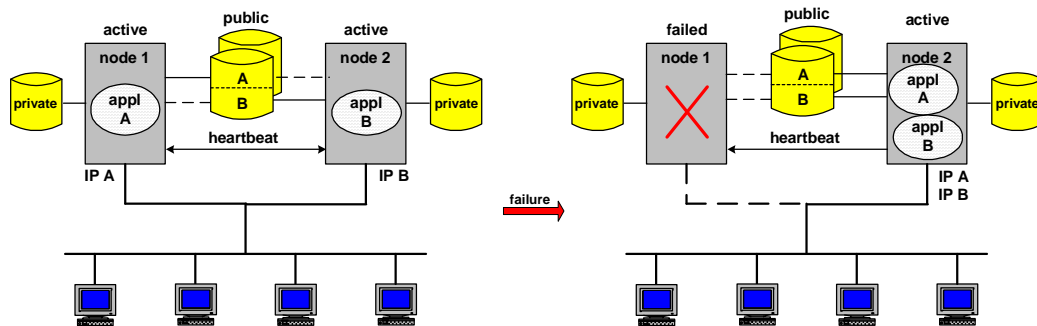 active
public
active
node 1
node 2
private
appl
A
A
B
appl
B
private
heartbeat
IP A
IP B
failure
failed
public
active
node 1
node 2
private
A
B
appl
A
appl
B
private
heartbeat
IP A
IP B